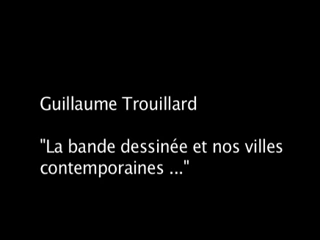 Guillaume Trouillard
"La bande dessinée et nos villes
contemporaines ..."